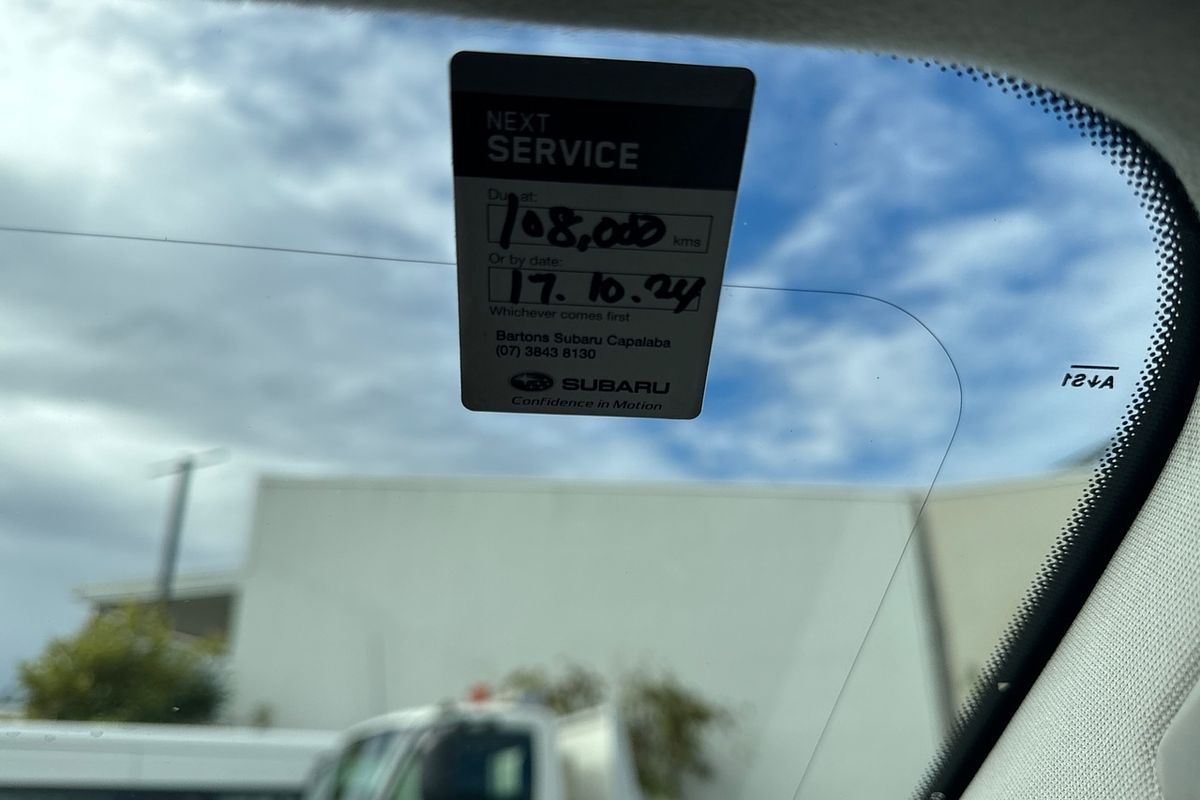 NEXT
SERVICE
Due at:
108,000 kms
Or by date:
17.10.24
Whichever comes first
Bartons Subaru Capalaba
(07) 3843 8130
SUBARU
Confidence in Motion
A↓S1